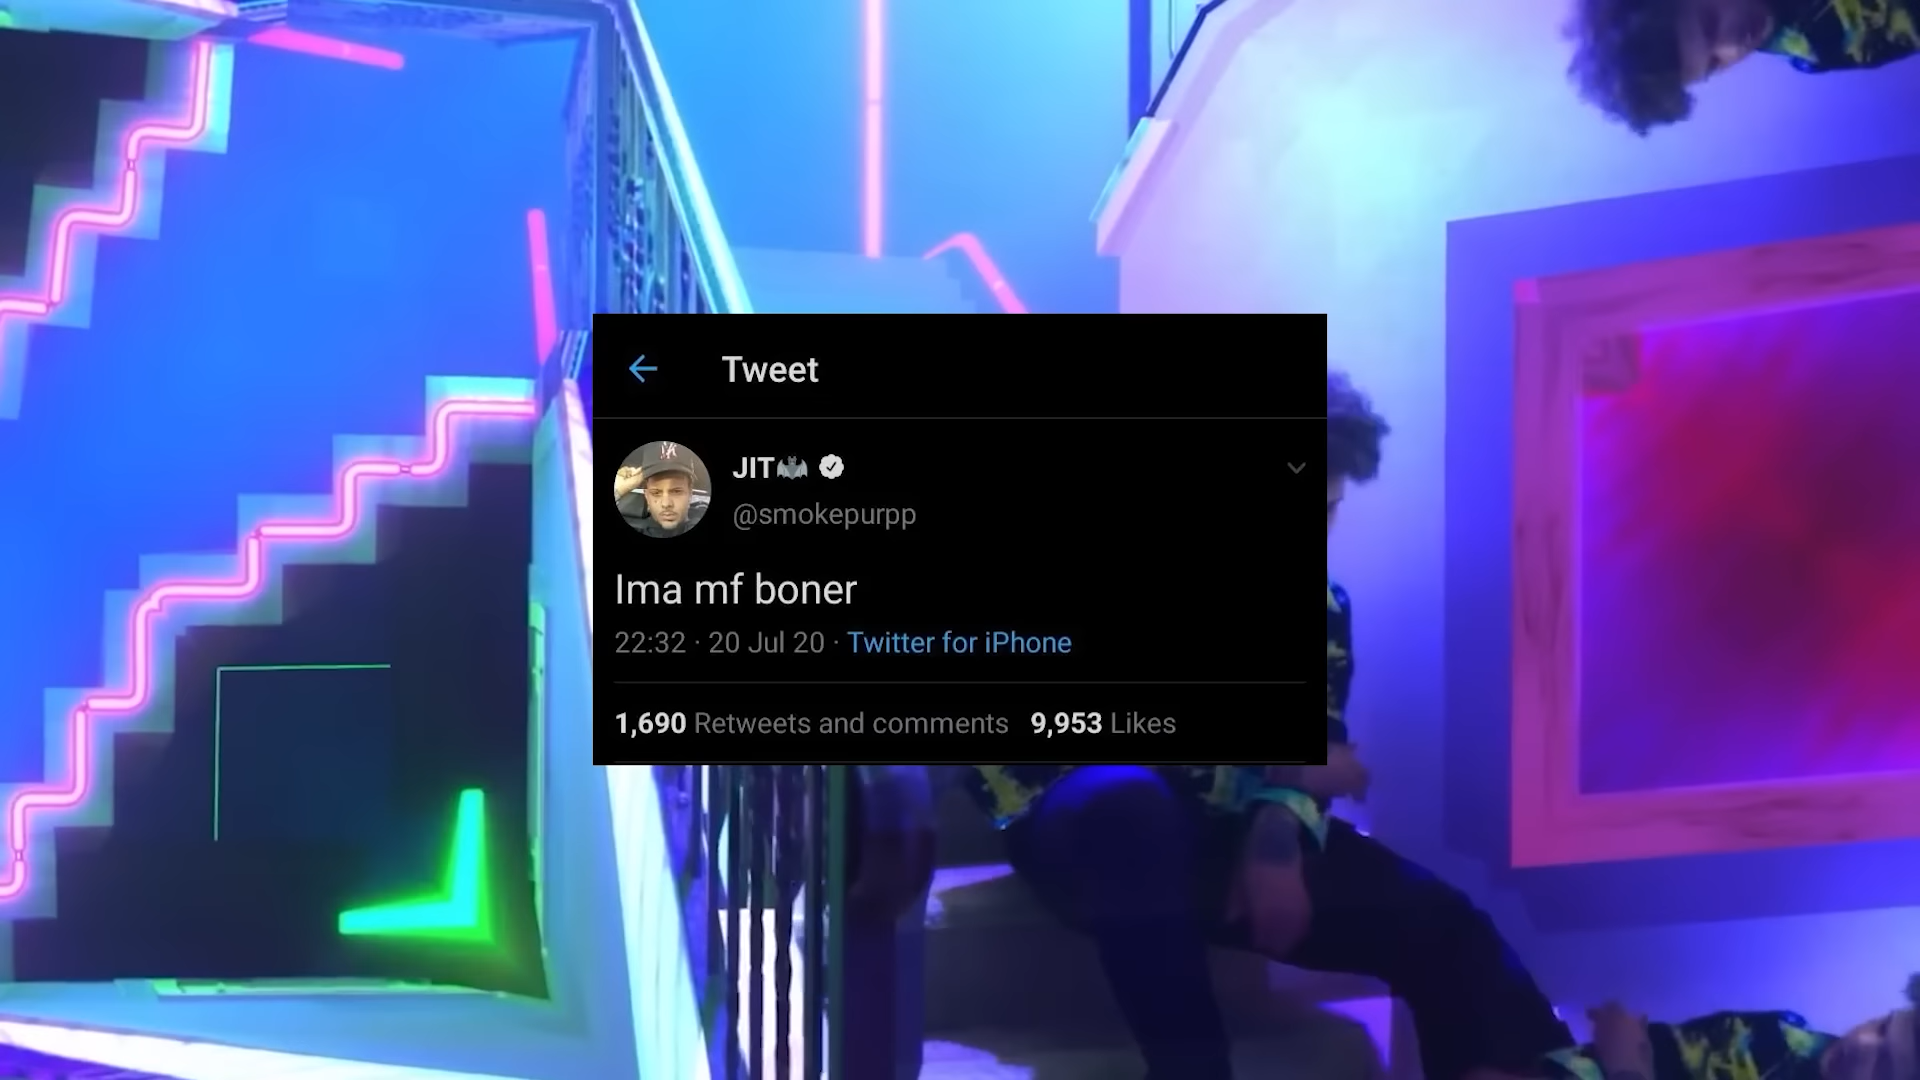 Tweet
JIT🦇
@smokepurpp
Ima mf boner
22:32 · 20 Jul 20 · Twitter for iPhone
1,690 Retweets and comments 9,953 Likes